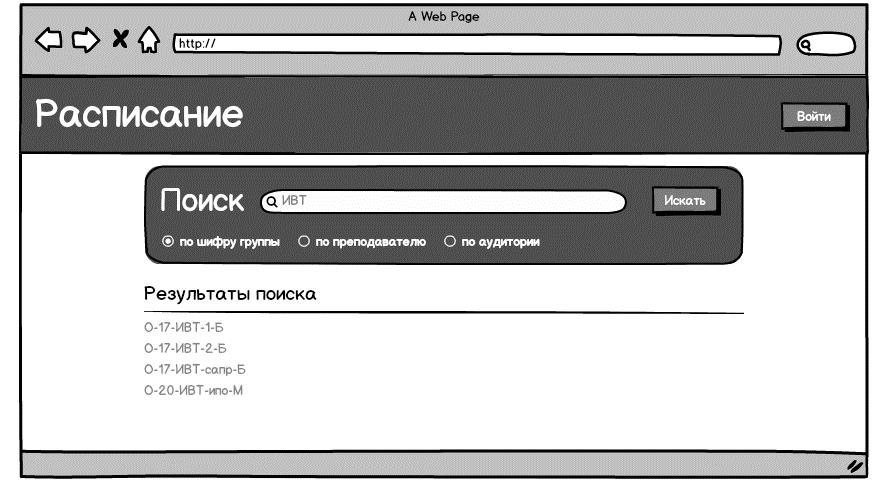 A Web Page
http://
Расписание
Войти
Поиск
ИВТ
Искать
по шифру группы
по преподавателю
по аудитории
Результаты поиска
О-17-ИВТ-1-Б
О-17-ИВТ-2-Б
О-17-ИВТ-сапр-Б
О-20-ИВТ-ипо-М